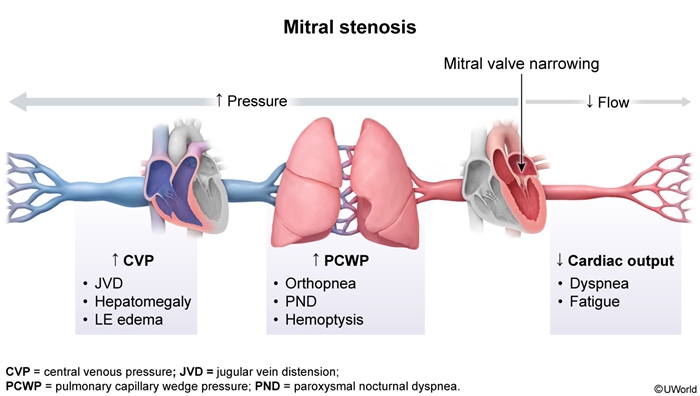 Mitral stenosis
Mitral valve narrowing
↑ Pressure
↓ Flow
↑ CVP
• JVD
• Hepatomegaly
• LE edema
↑ PCWP
• Orthopnea
• PND
• Hemoptysis
↓ Cardiac output
• Dyspnea
• Fatigue
CVP = central venous pressure; JVD = jugular vein distension;
PCWP = pulmonary capillary wedge pressure; PND = paroxysmal nocturnal dyspnea.
©UWorld